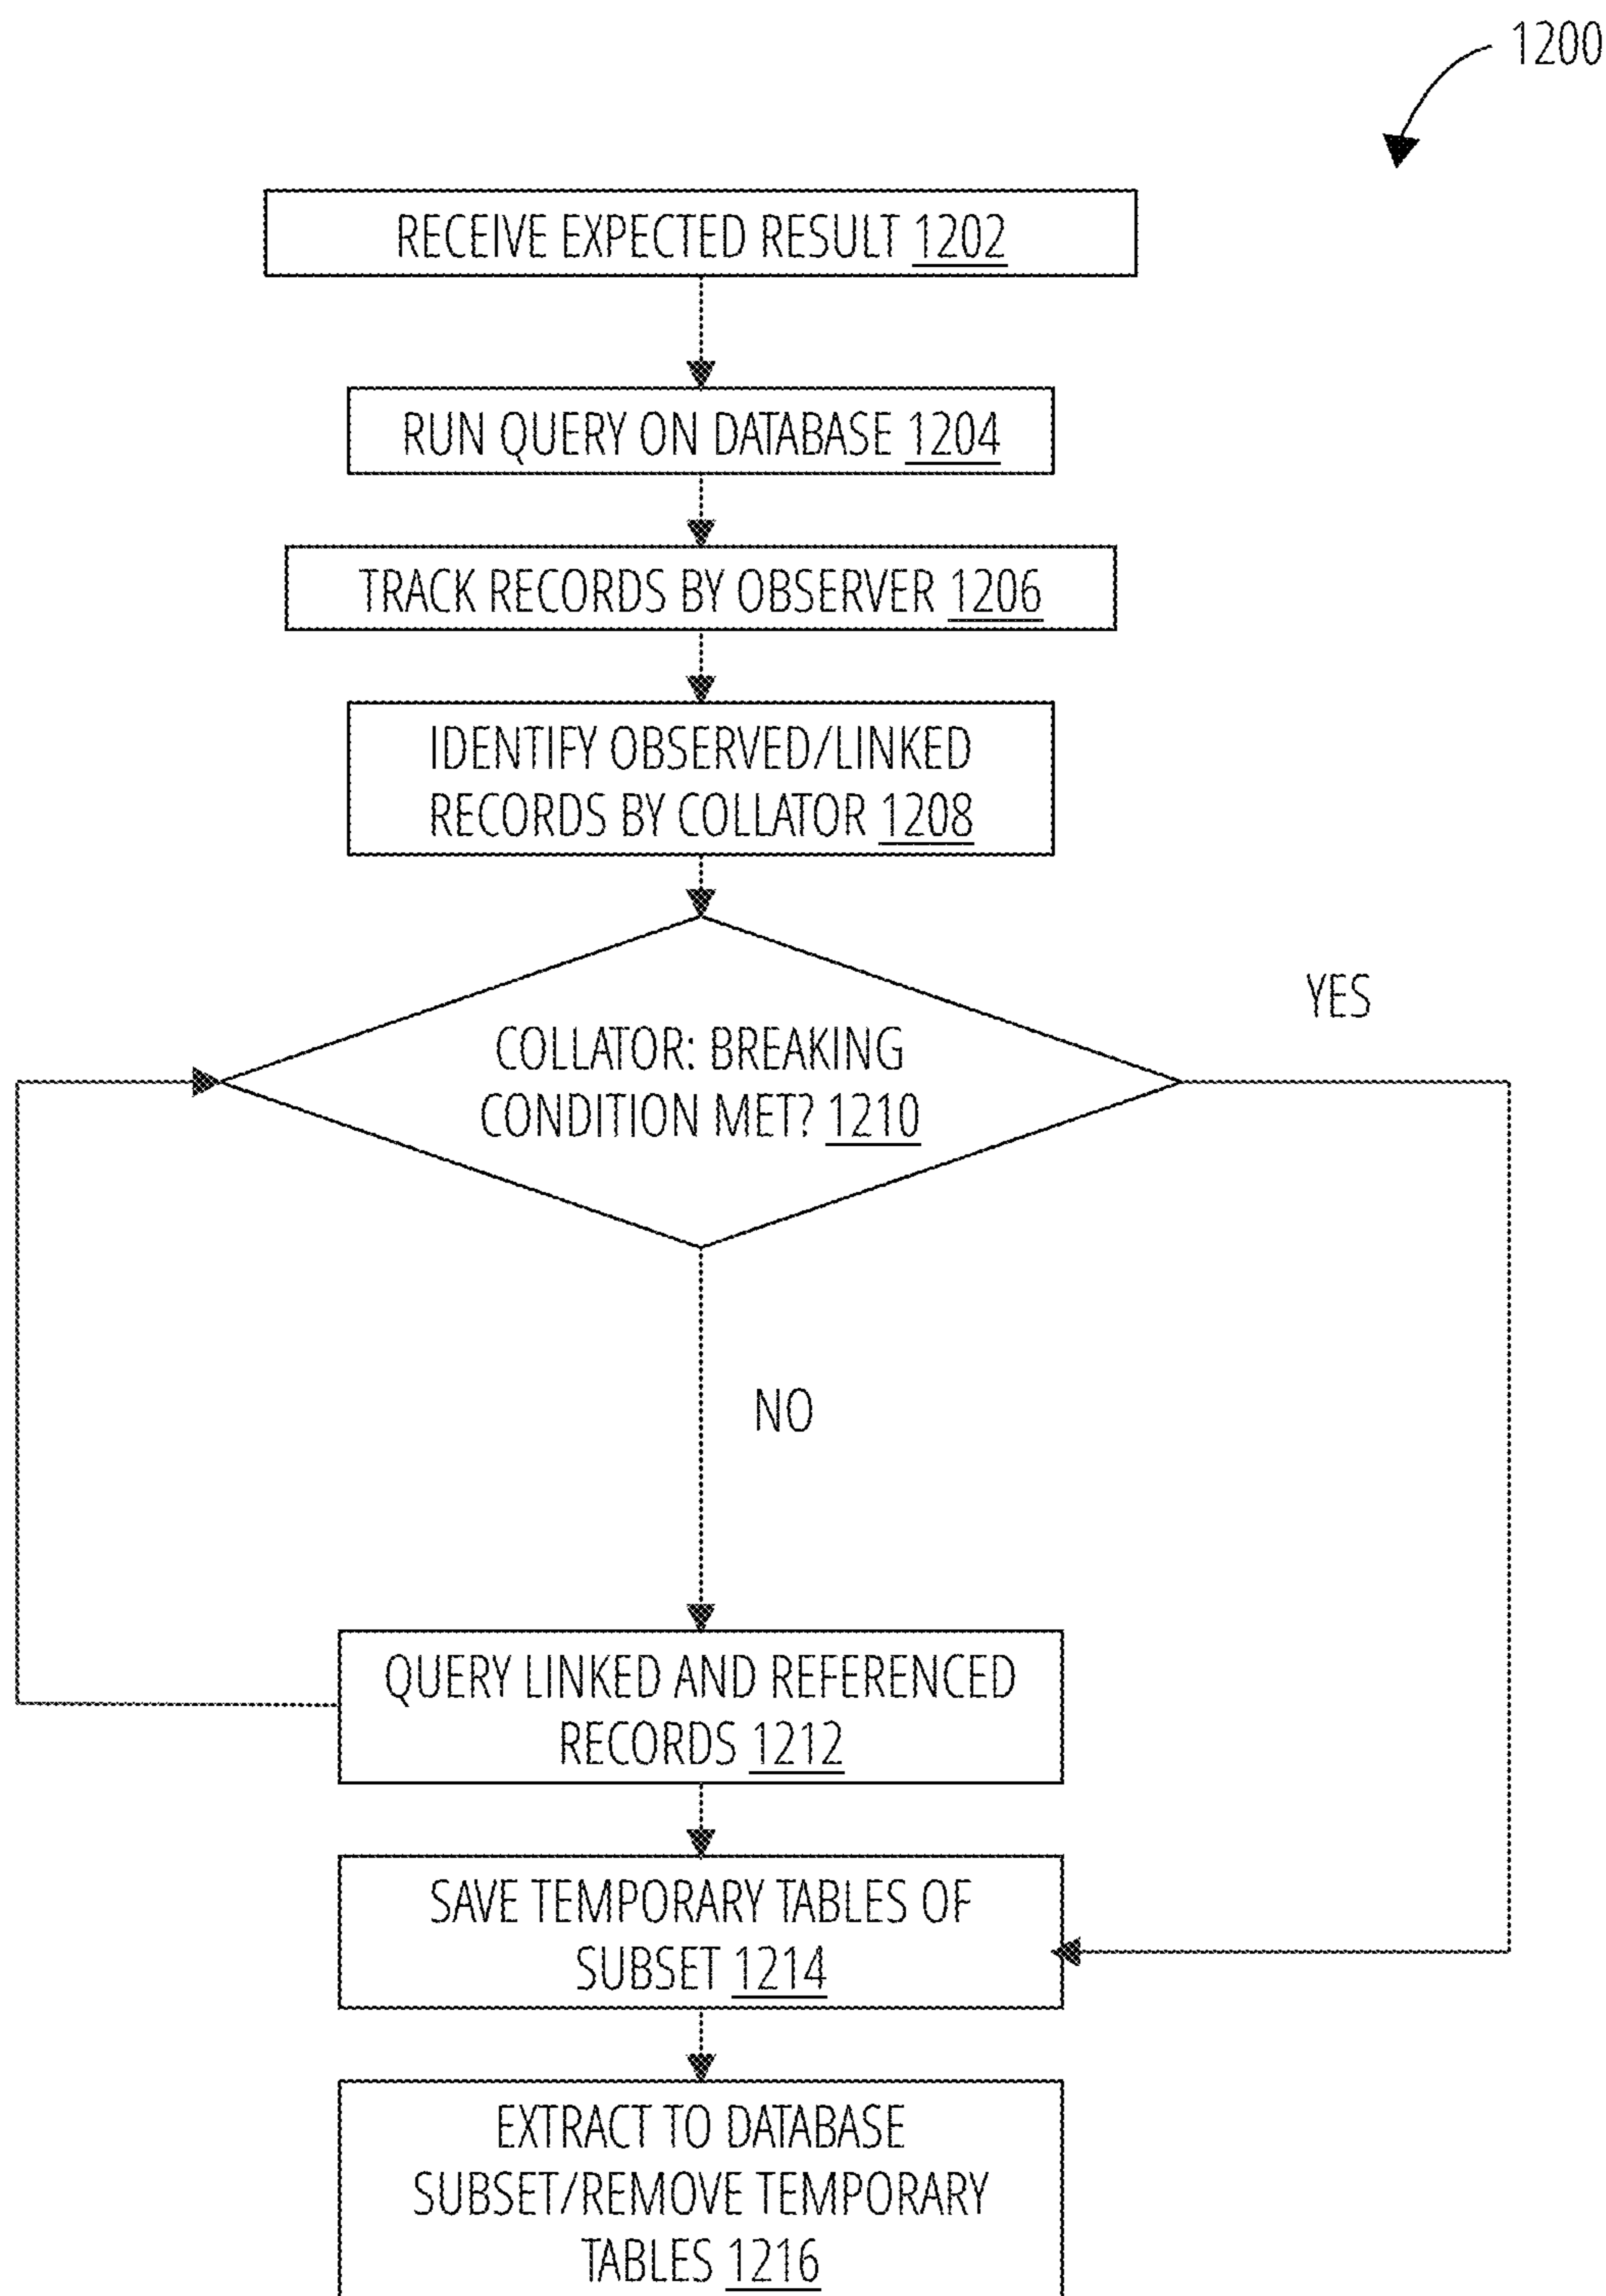 1200
RECEIVE EXPECTED RESULT 1202
RUN QUERY ON DATABASE 1204
TRACK RECORDS BY OBSERVER 1206
IDENTIFY OBSERVED/LINKED
RECORDS BY COLLATOR 1208
YES
COLLATOR: BREAKING
CONDITION MET? 1210
NO
QUERY LINKED AND REFERENCED
RECORDS 1212
SAVE TEMPORARY TABLES OF
SUBSET 1214
EXTRACT TO DATABASE
SUBSET/REMOVE TEMPORARY
TABLES 1216